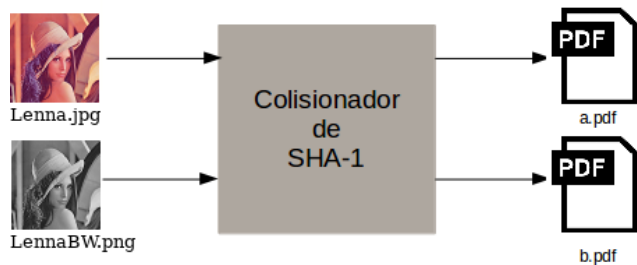 Lenna.jpg
LennaBW.png
Colisionador
de
SHA-1
PDF
a.pdf
PDF
b.pdf